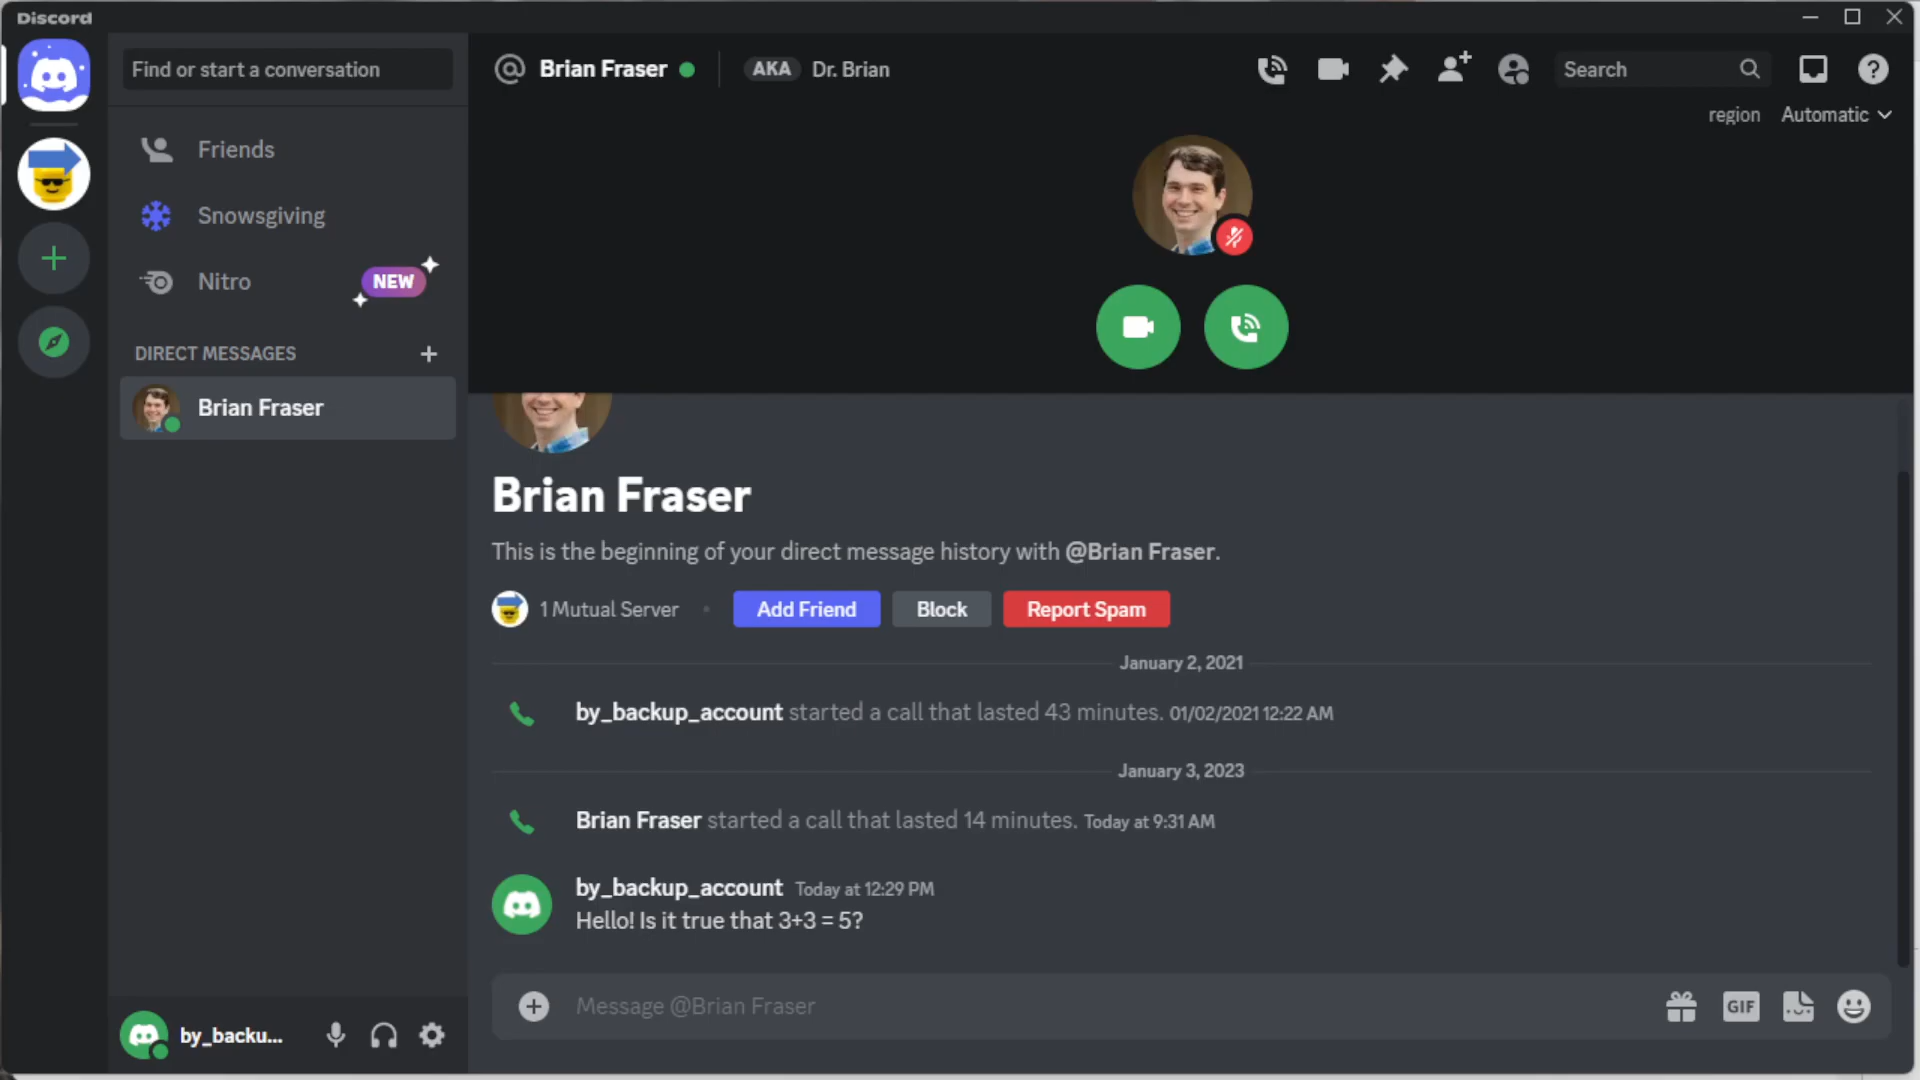 Discord
Find or start a conversation
Friends
Snowsgiving
Nitro
NEW
DIRECT MESSAGES
Brian Fraser
by_backu...
Brian Fraser
AKA Dr. Brian
Search
region Automatic
Brian Fraser
This is the beginning of your direct message history with @Brian Fraser.
1 Mutual Server
Add Friend
Block
Report Spam
January 2, 2021
by_backup_account started a call that lasted 43 minutes. 01/02/2021 12:22 AM
January 3, 2023
Brian Fraser started a call that lasted 14 minutes. Today at 9:31 AM
by_backup_account Today at 12:29 PM
Hello! Is it true that 3+3 = 5?
Message @Brian Fraser
GIF